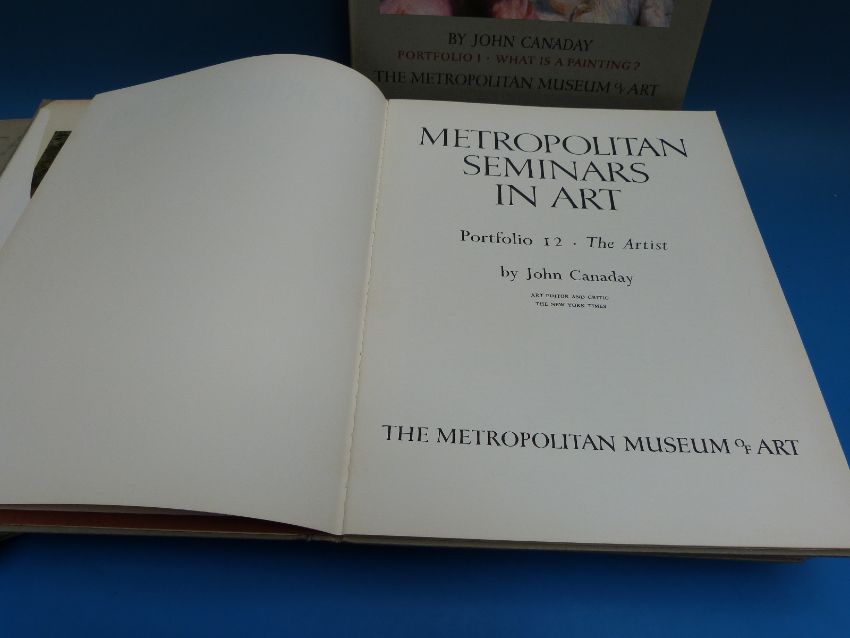 BY JOHN CANADAY
PORTFOLIO 1 · WHAT IS A PAINTING?
THE METROPOLITAN MUSEUM OF ART
METROPOLITAN
SEMINARS
IN ART
Portfolio 12 · The Artist
by John Canaday
ART EDITOR AND CRITIC
THE NEW YORK TIMES
THE METROPOLITAN MUSEUM OF ART